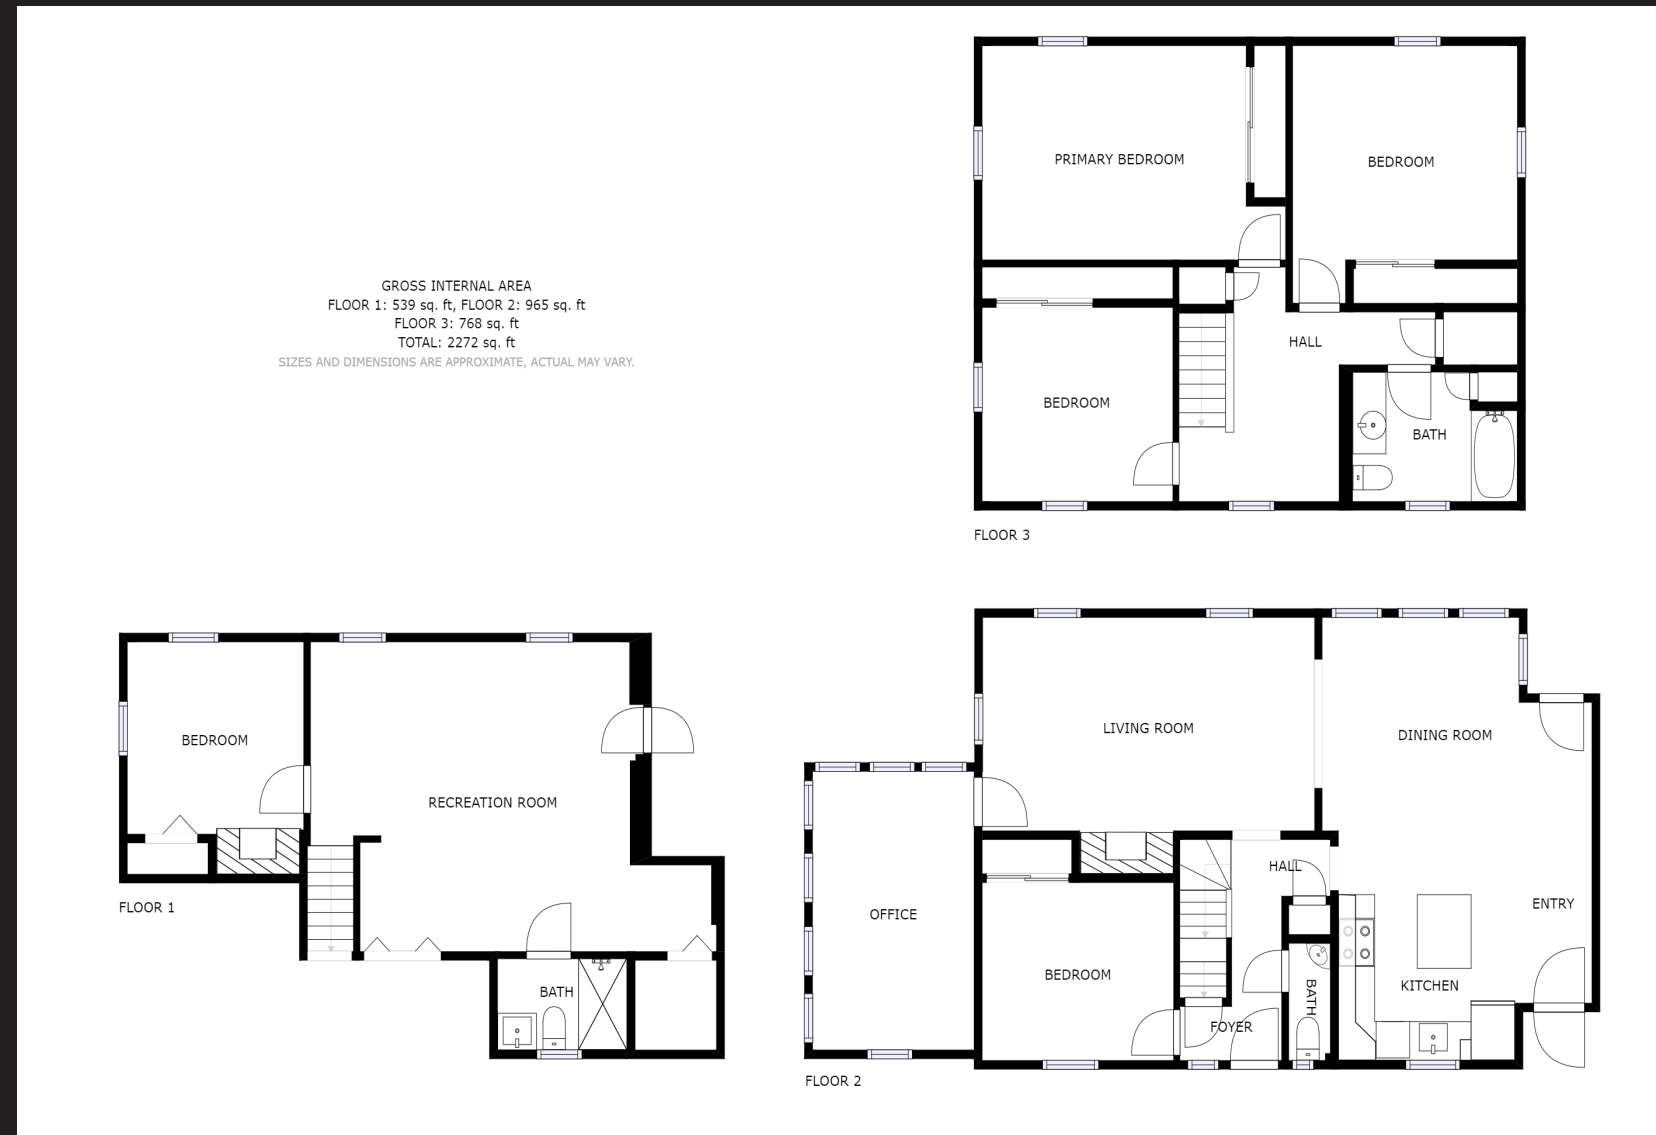 PRIMARY BEDROOM
BEDROOM
GROSS INTERNAL AREA
FLOOR 1: 539 sq. ft, FLOOR 2: 965 sq. ft
FLOOR 3: 768 sq. ft
TOTAL: 2272 sq. ft
SIZES AND DIMENSIONS ARE APPROXIMATE, ACTUAL MAY VARY.
HALL
BEDROOM
BATH
FLOOR 3
BEDROOM
RECREATION ROOM
BATH
FLOOR 1
LIVING ROOM
DINING ROOM
HALL
OFFICE
ENTRY
BEDROOM
KITCHEN
BATH
FOYER
FLOOR 2